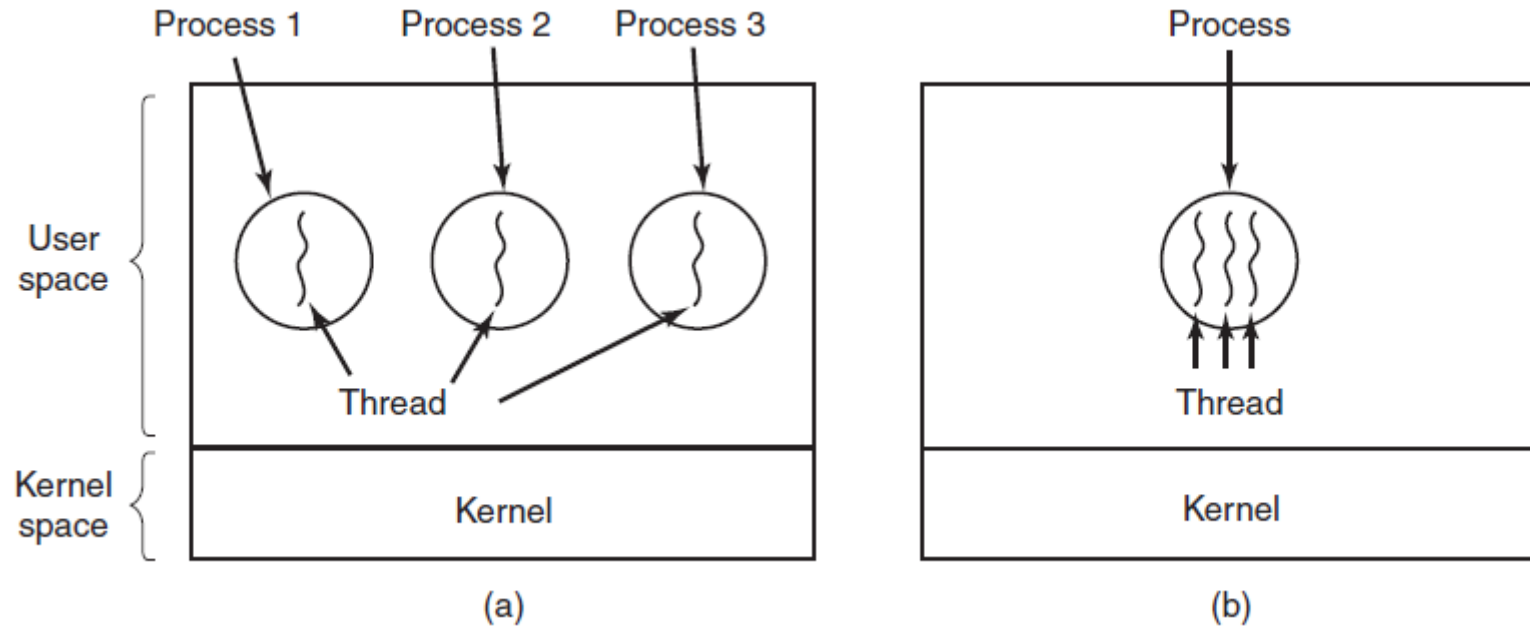 Process 1
Process 2
Process 3
Process
User
space
Thread
Thread
Kernel
space
Kernel
Kernel
(a)
(b)